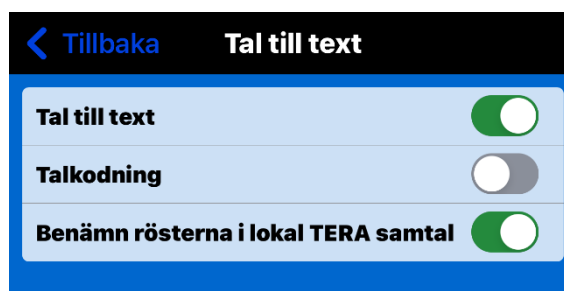 Tillbaka Tal till text
Tal till text
Talkodning
Benämn rösterna i lokal TERA samtal